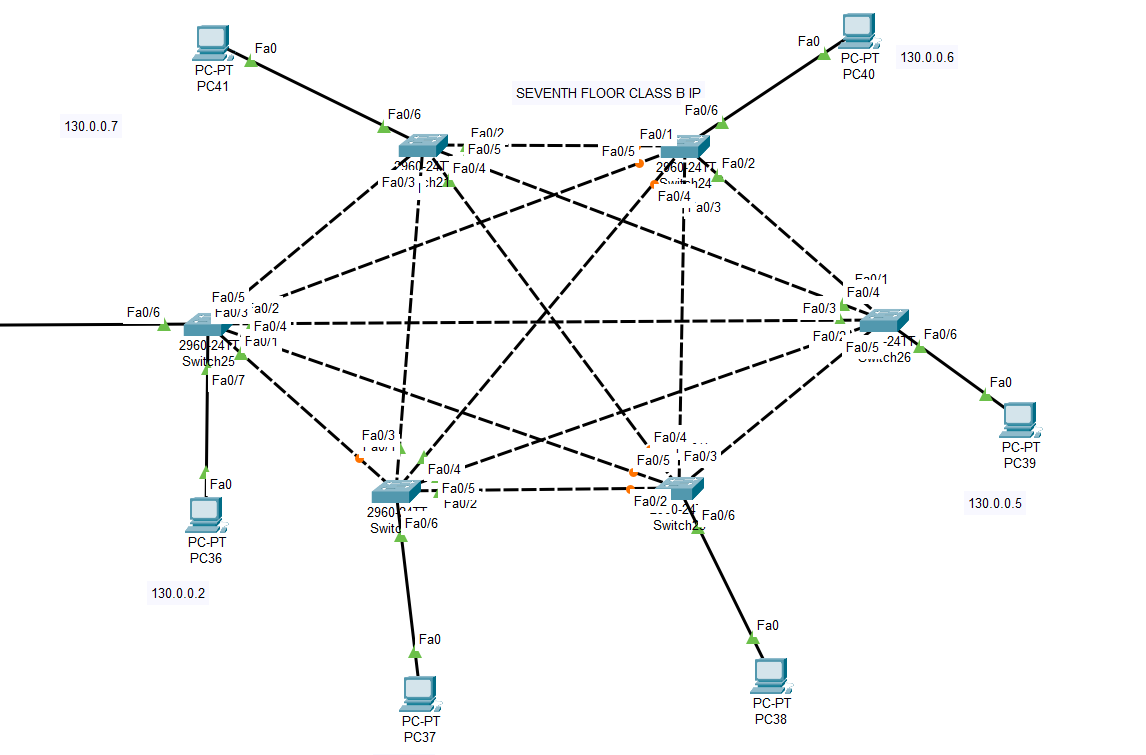 Fa0
PC-PT
PC41
Fa0
PC-PT
PC40
130.0.0.6
SEVENTH FLOOR CLASS B IP
130.0.0.7
Fa0/6
Fa0/2
Fa0/5
Fa0/4
Fa0/3
Fa0/6
Fa0/1
Fa0/5
Fa0/2
Switch24
Fa0/4
Fa0/3
Fa0/6
Fa0/5
Fa0/3
Fa0/2
Fa0/4
Fa0/1
Switch25
Fa0/7
Fa0/1
Fa0/4
Fa0/3
Fa0/5
Switch26
Fa0/6
Fa0
PC-PT
PC39
130.0.0.5
Fa0/3
Fa0/1
Fa0/4
Fa0/5
Fa0/2
Fa0/6
Fa0/4
Fa0/5
Fa0/3
Fa0/2
Fa0/6
Fa0
PC-PT
PC36
130.0.0.2
Fa0
PC-PT
PC37
Fa0
PC-PT
PC38